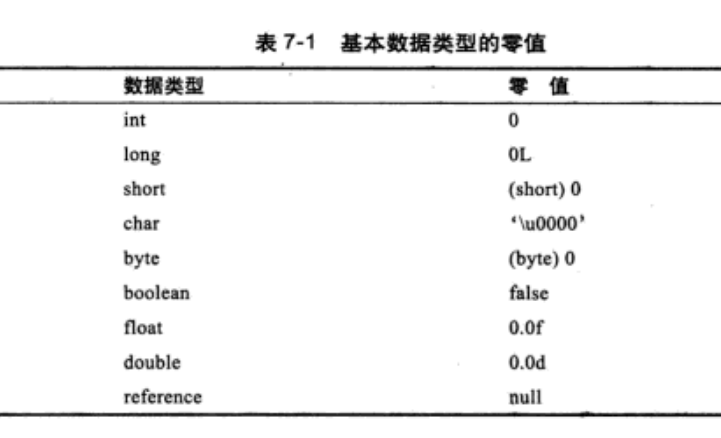 表 7-1 基本数据类型的零值
数据类型 零 值
int 0
long 0L
short (short) 0
char ‘\u0000’
byte (byte) 0
boolean false
float 0.0f
double 0.0d
reference null